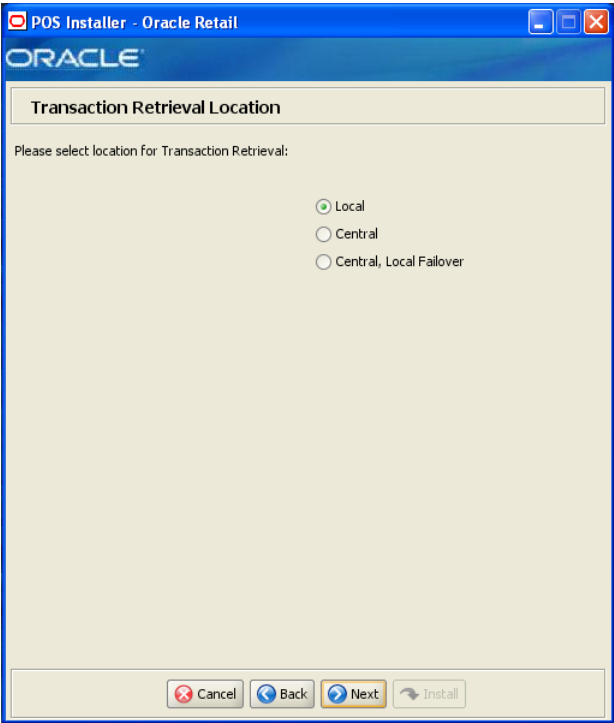 POS Installer - Oracle Retail
ORACLE
Transaction Retrieval Location
Please select location for Transaction Retrieval:
Local
Central
Central, Local Failover
Cancel Back Next Install